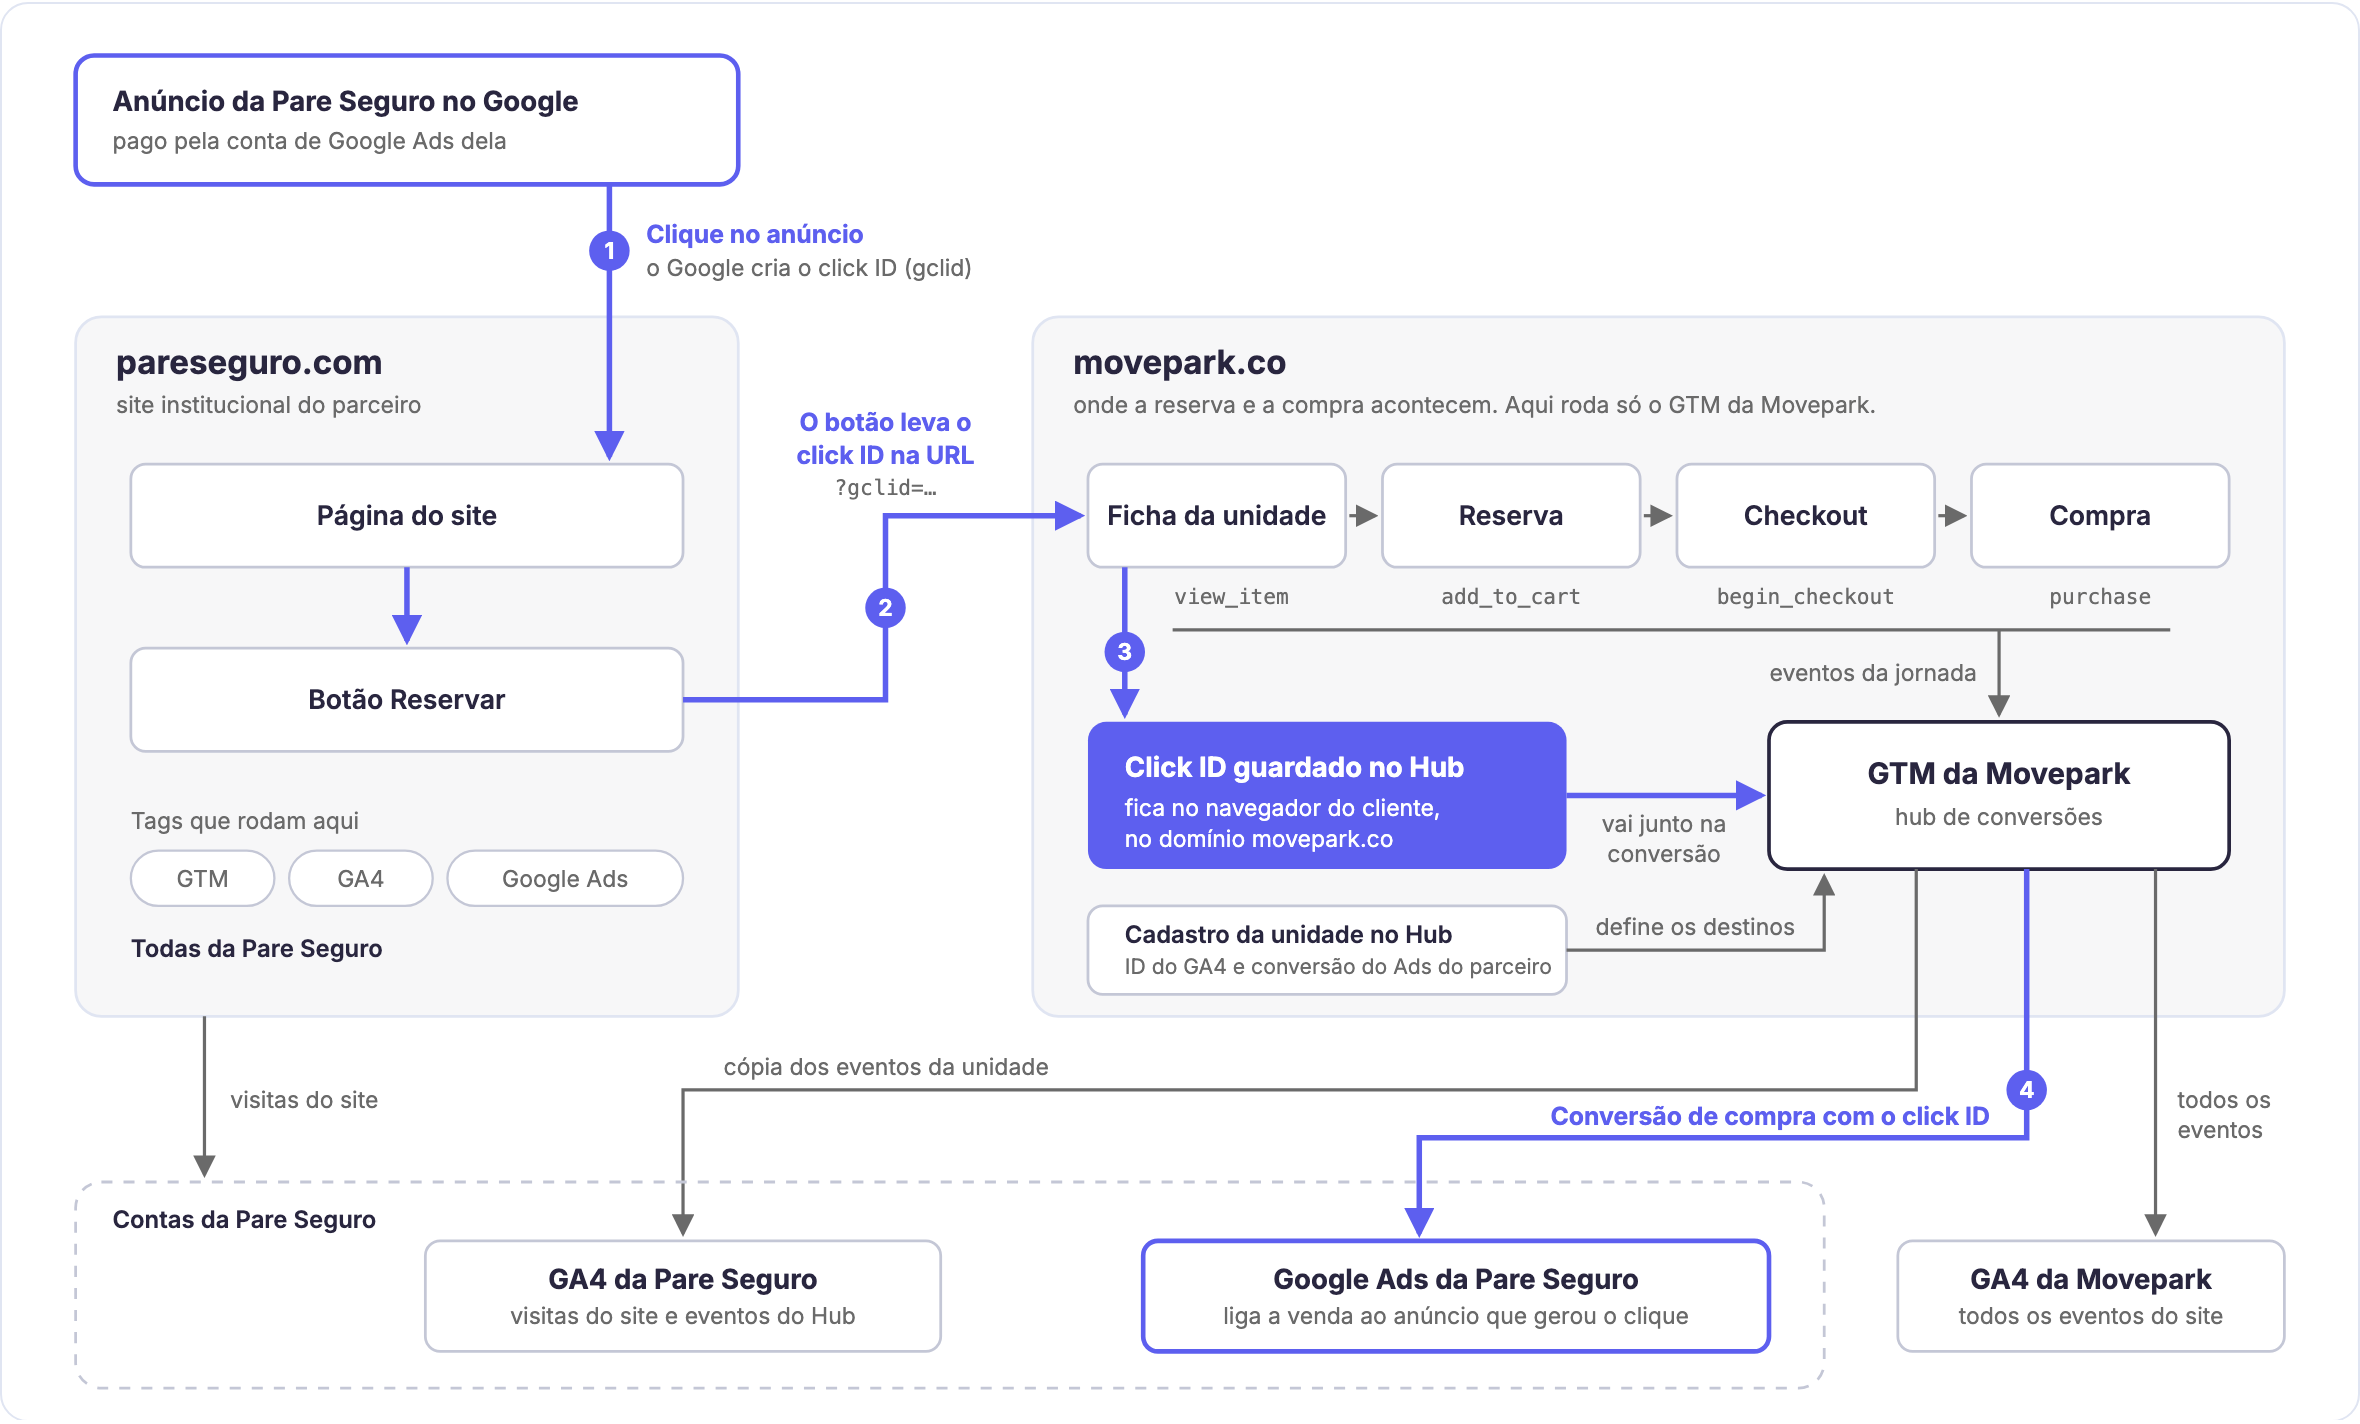 Anúncio da Pare Seguro no Google
pago pela conta de Google Ads dela
1
Clique no anúncio
o Google cria o click ID (gclid)
pareseguro.com
site institucional do parceiro
Página do site
Botão Reservar
Tags que rodam aqui
GTM
GA4
Google Ads
Todas da Pare Seguro
O botão leva o
click ID na URL
?gclid=…
2
movepark.co
onde a reserva e a compra acontecem. Aqui roda só o GTM da Movepark.
Ficha da unidade
Reserva
Checkout
Compra
view_item
add_to_cart
begin_checkout
purchase
3
eventos da jornada
Click ID guardado no Hub
fica no navegador do cliente,
no domínio movepark.co
vai junto na
conversão
GTM da Movepark
hub de conversões
Cadastro da unidade no Hub
ID do GA4 e conversão do Ads do parceiro
define os destinos
visitas do site
cópia dos eventos da unidade
4
Conversão de compra com o click ID
todos os
eventos
Contas da Pare Seguro
GA4 da Pare Seguro
visitas do site e eventos do Hub
Google Ads da Pare Seguro
liga a venda ao anúncio que gerou o clique
GA4 da Movepark
todos os eventos do site